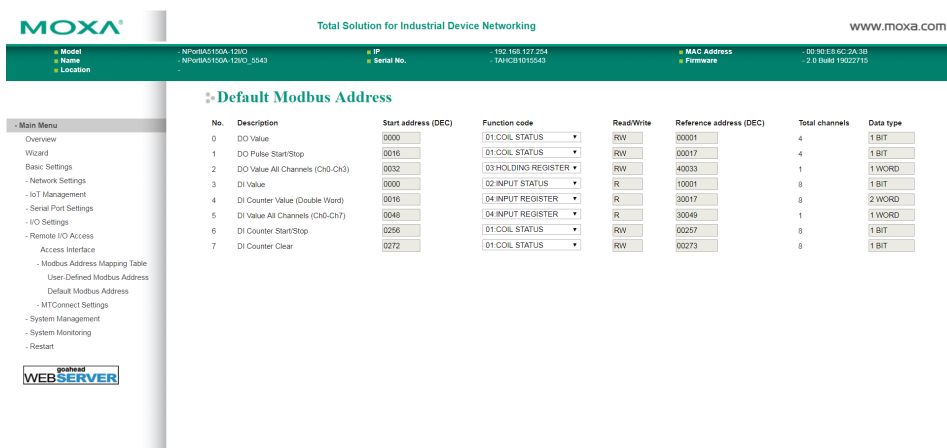 MOXA®
Total Solution for Industrial Device Networking
www.moxa.com
Model - NPortIA5150A-12I/O IP - 192.168.127.254 MAC Address - 00:90:E8:6C:2A:3B
Name - NPortIA5150A-12I/O_5543 Serial No. - TAHCB1015543 Firmware - 2.0 Build 19022715
Location -
Default Modbus Address
- Main Menu
Overview
Wizard
Basic Settings
- Network Settings
- IoT Management
- Serial Port Settings
- I/O Settings
- Remote I/O Access
Access Interface
- Modbus Address Mapping Table
User-Defined Modbus Address
Default Modbus Address
- MTConnect Settings
- System Management
- System Monitoring
- Restart
goahead
WEBSERVER
No. Description Start address (DEC) Function code Read/Write Reference address (DEC) Total channels Data type
0 DO Value 0000 01:COIL STATUS RW 00001 4 1 BIT
1 DO Pulse Start/Stop 0016 01:COIL STATUS RW 00017 4 1 BIT
2 DO Value All Channels (Ch0-Ch3) 0032 03:HOLDING REGISTER RW 40033 1 1 WORD
3 DI Value 0000 02:INPUT STATUS R 10001 8 1 BIT
4 DI Counter Value (Double Word) 0016 04:INPUT REGISTER R 30017 8 2 WORD
5 DI Value All Channels (Ch0-Ch7) 0048 04:INPUT REGISTER R 30049 1 1 WORD
6 DI Counter Start/Stop 0256 01:COIL STATUS RW 00257 8 1 BIT
7 DI Counter Clear 0272 01:COIL STATUS RW 00273 8 1 BIT